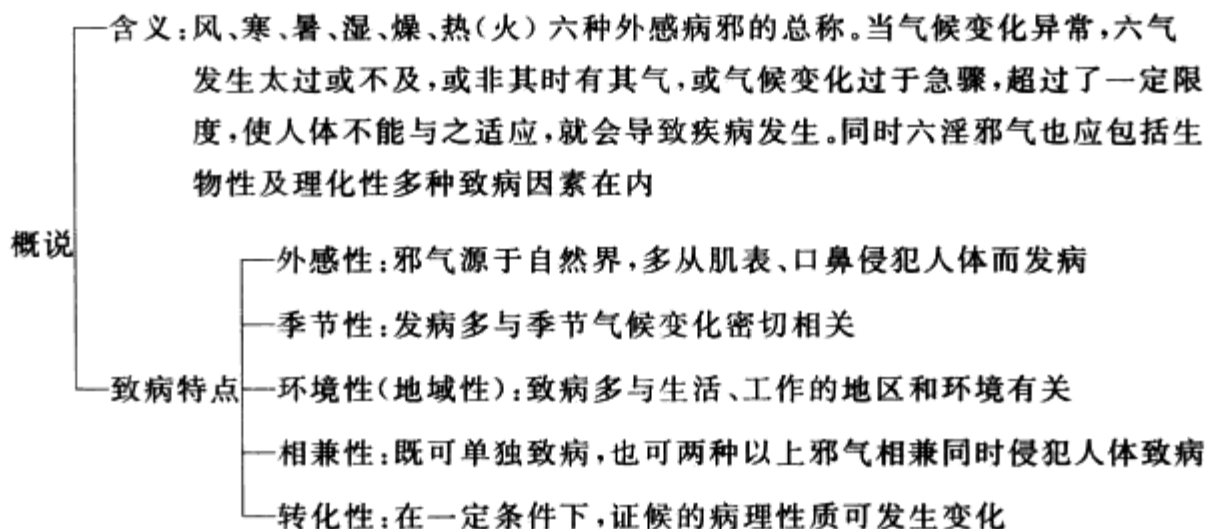 含义:风、寒、暑、湿、燥、热(火)六种外感病邪的总称。当气候变化异常,六气
发生太过或不及,或非其时有其气,或气候变化过于急骤,超过了一定限
度,使人体不能与之适应,就会导致疾病发生。同时六淫邪气也应包括生
物性及理化性多种致病因素在内
概说
外感性:邪气源于自然界,多从肌表、口鼻侵犯人体而发病
季节性:发病多与季节气候变化密切相关
致病特点
环境性(地域性):致病多与生活、工作的地区和环境有关
相兼性:既可单独致病,也可两种以上邪气相兼同时侵犯人体致病
转化性:在一定条件下,证候的病理性质可发生变化